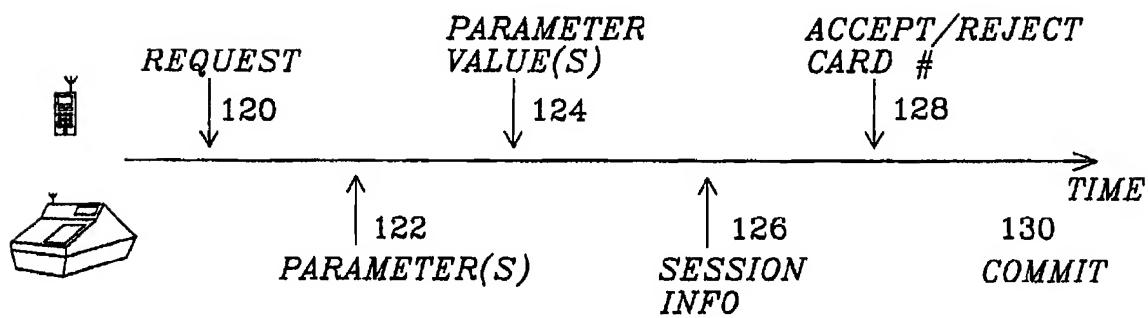 REQUEST
120
PARAMETER
VALUE(S)
124
ACCEPT/REJECT
CARD #
128
TIME
122
PARAMETER(S)
126
SESSION
INFO
130
COMMIT